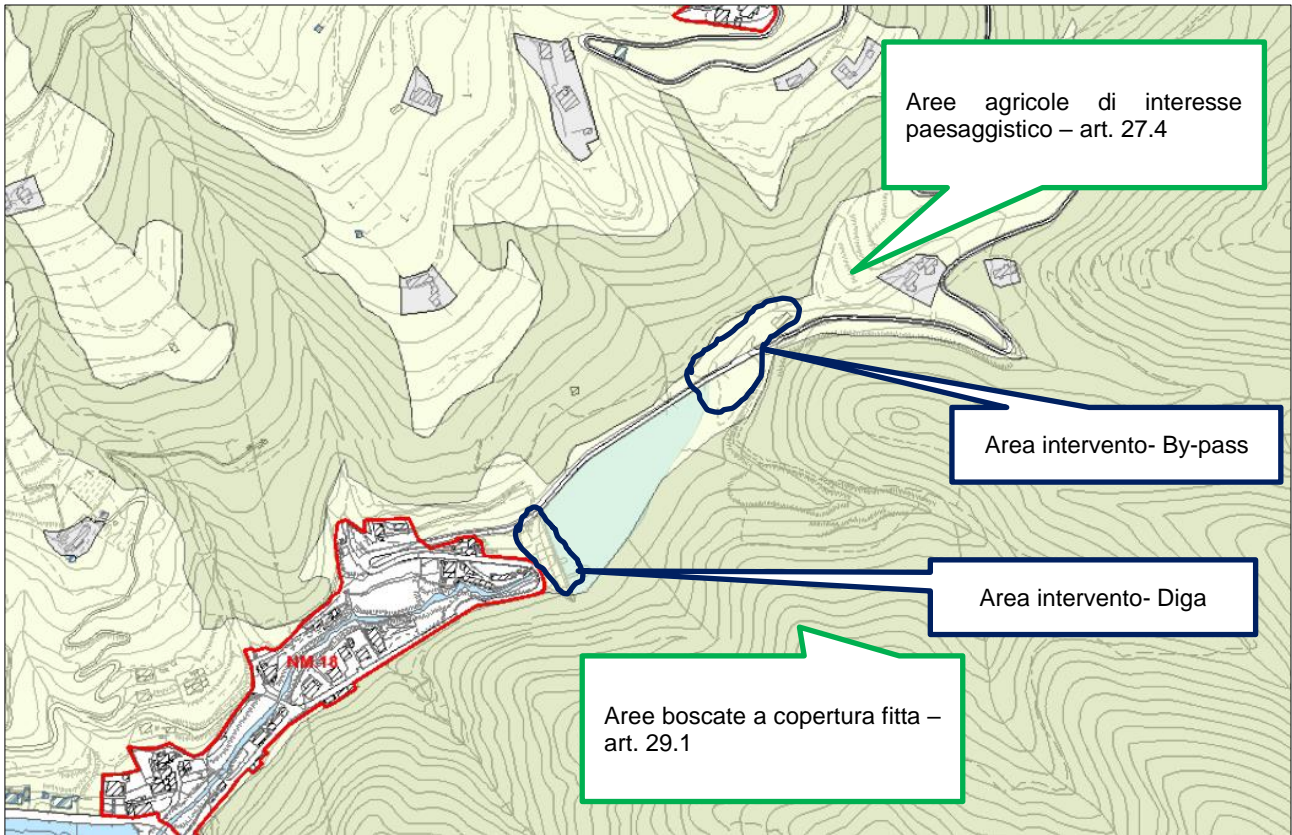 Aree agricole di interesse
paesaggistico – art. 27.4
Area intervento- By-pass
Area intervento- Diga
NM 18
Aree boscate a copertura fitta –
art. 29.1